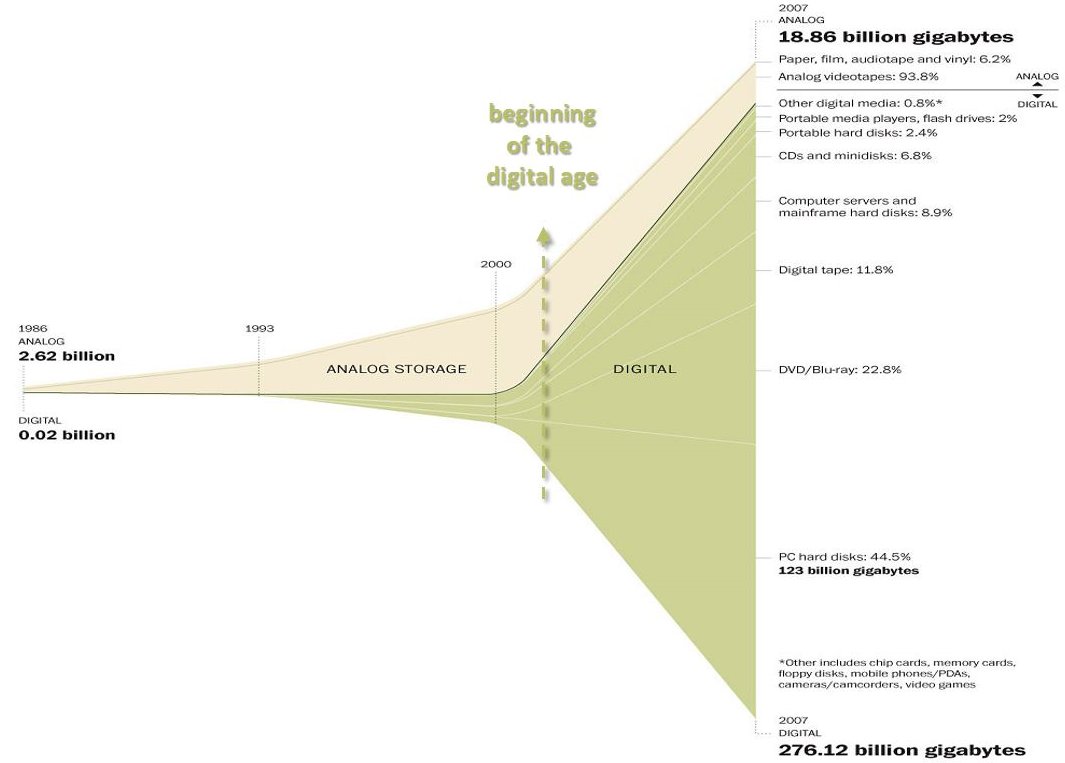 2007
ANALOG
18.86 billion gigabytes
Paper, film, audiotape and vinyl: 6.2%
Analog videotapes: 93.8%
ANALOG
DIGITAL
Other digital media: 0.8%*
Portable media players, flash drives: 2%
Portable hard disks: 2.4%
CDs and minidisks: 6.8%
Computer servers and
mainframe hard disks: 8.9%
Digital tape: 11.8%
DVD/Blu-ray: 22.8%
PC hard disks: 44.5%
123 billion gigabytes
*Other includes chip cards, memory cards,
floppy disks, mobile phones/PDAs,
cameras/camcorders, video games
2007
DIGITAL
276.12 billion gigabytes
beginning
of the
digital age
2000
1993
1986
ANALOG
2.62 billion
DIGITAL
0.02 billion
ANALOG STORAGE
DIGITAL